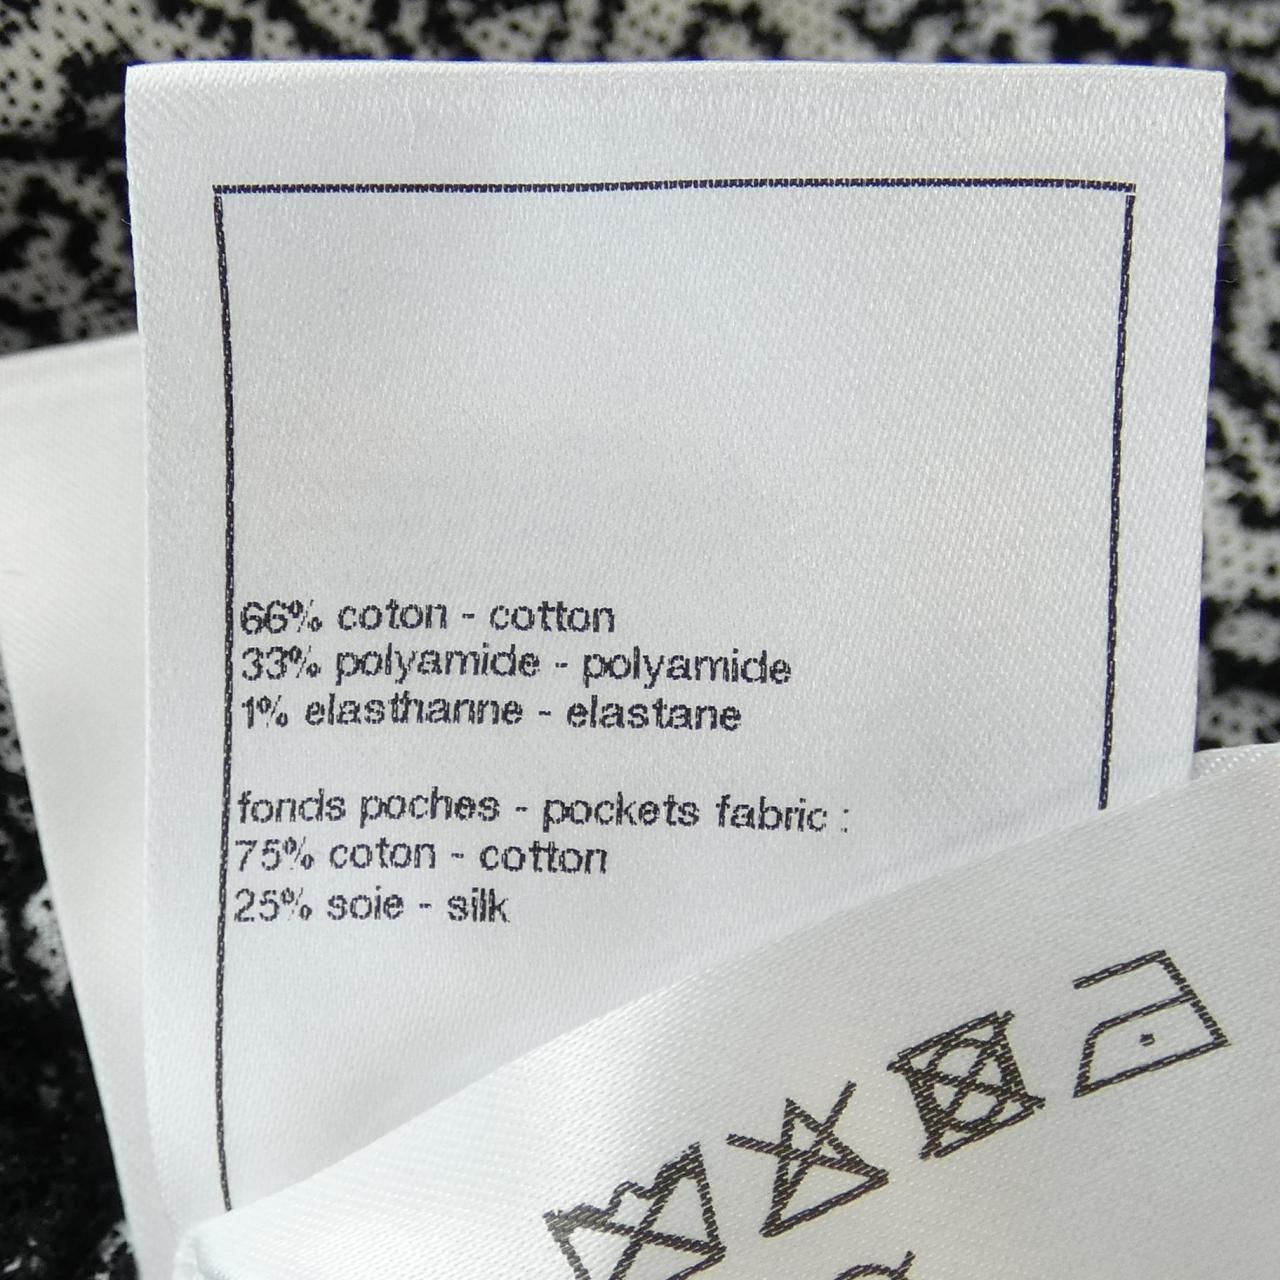 66% coton - cotton
33% polyamide - polyamide
1% elasthanne - elastane
fonds poches - pockets fabric :
75% coton - cotton
25% soie - silk